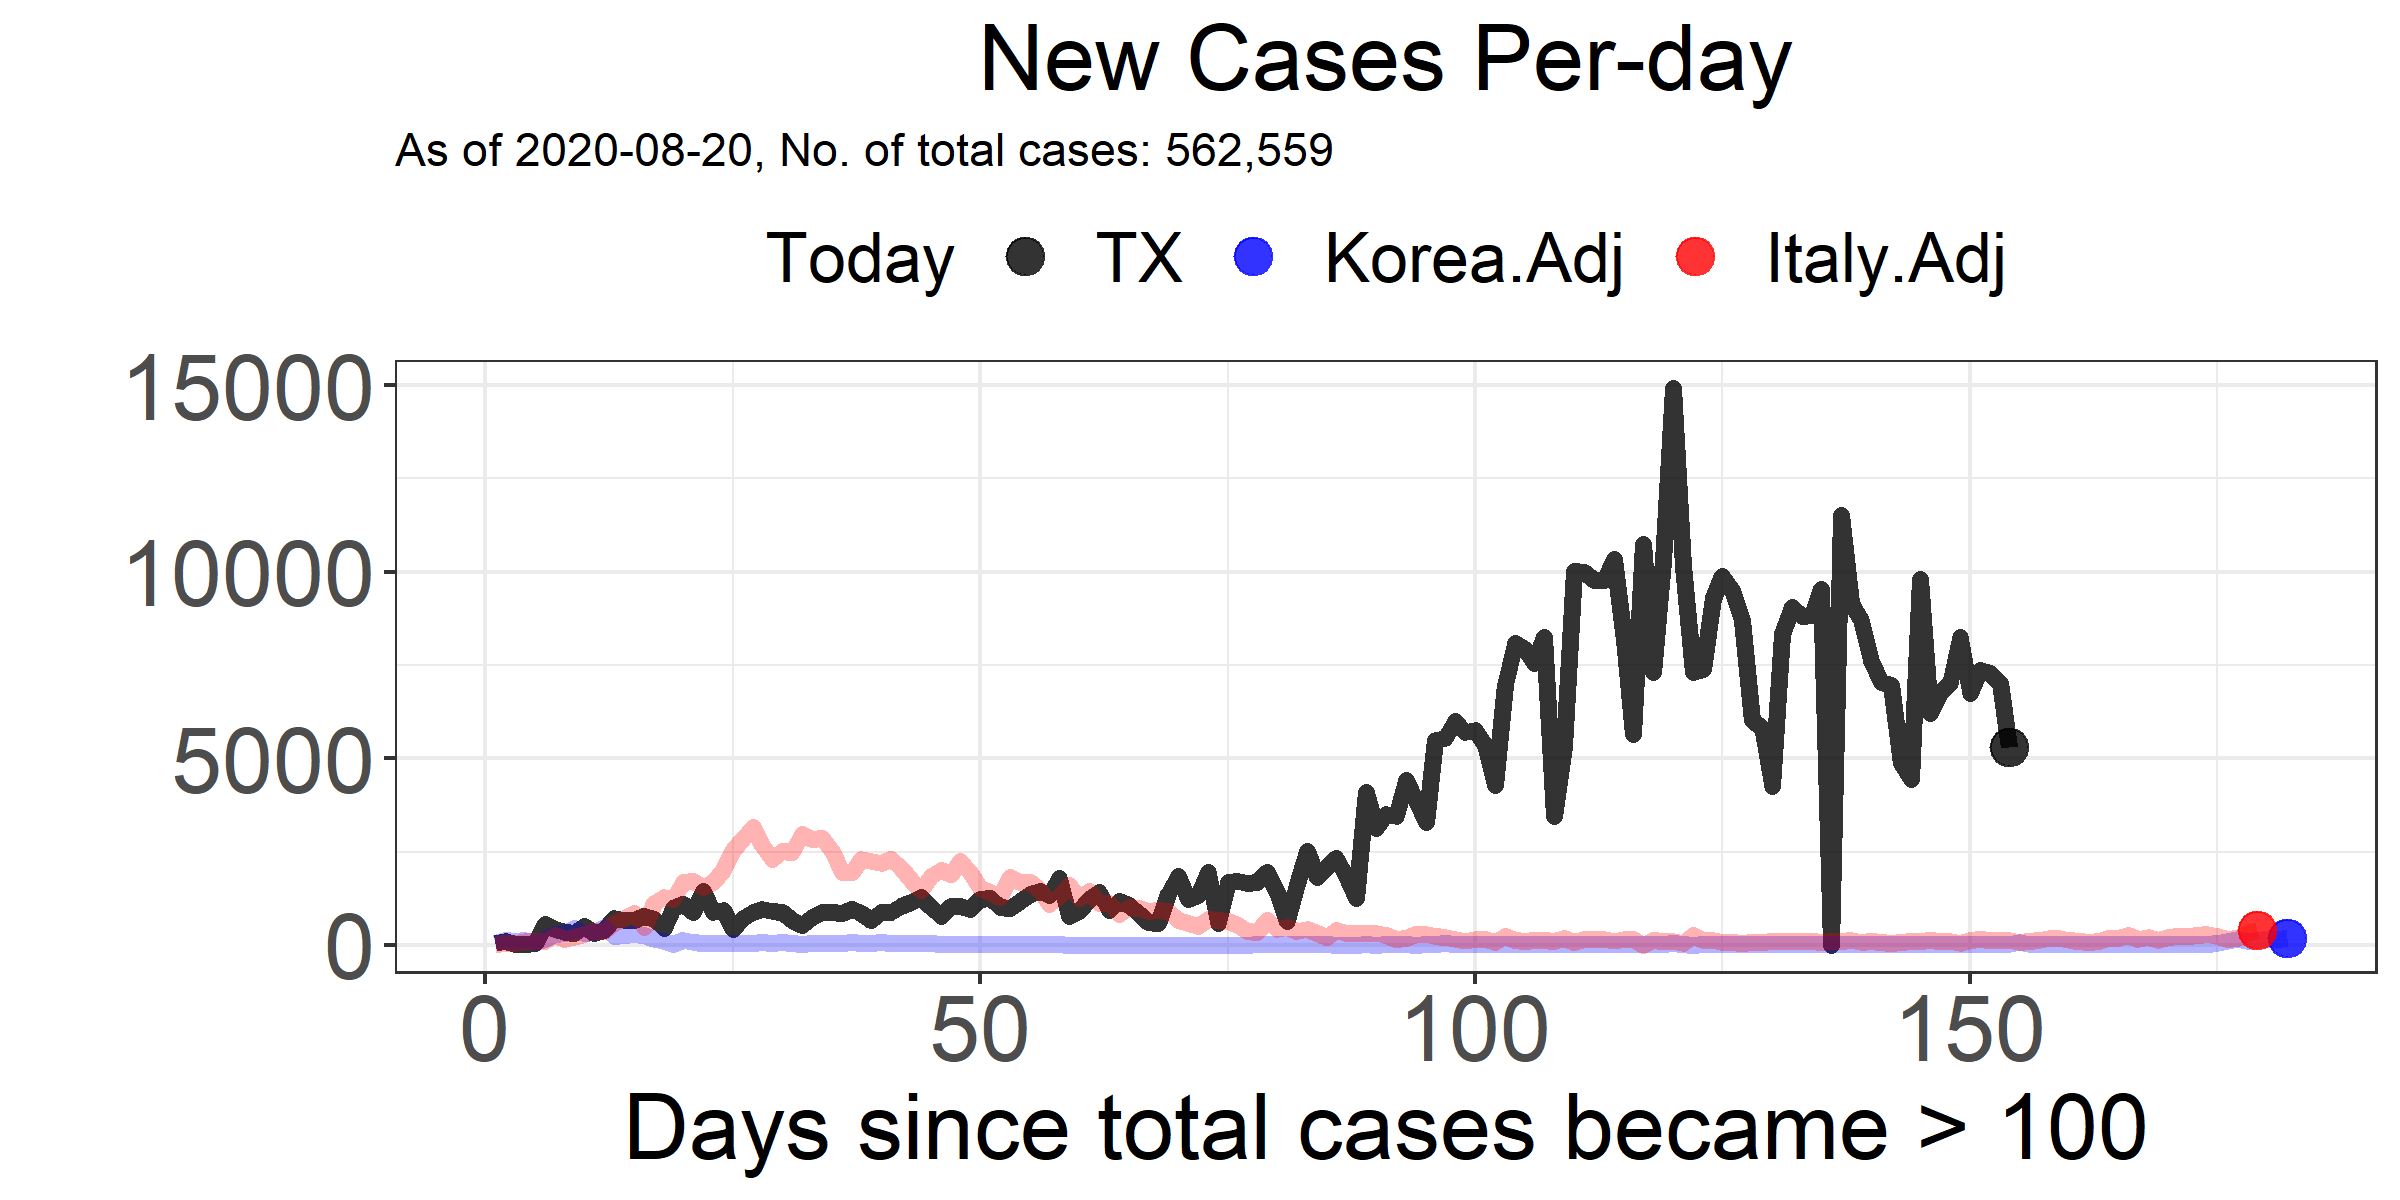 New Cases Per-day
As of 2020-08-20, No. of total cases: 562,559
Today TX Korea.Adj Italy.Adj
15000
10000
5000
0
0 50 100 150
Days since total cases became > 100